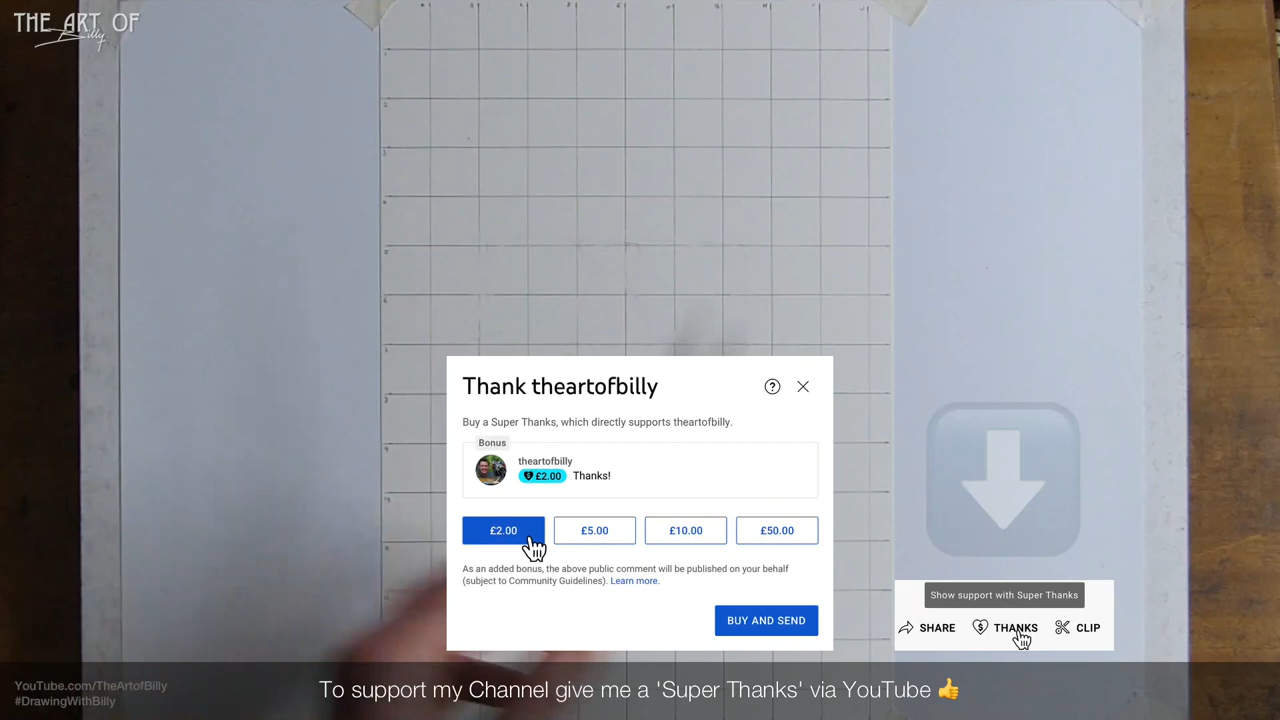 THE ART OF
Billy
Thank theartofbilly
Buy a Super Thanks, which directly supports theartofbilly.
Bonus
theartofbilly
£2.00 Thanks!
£2.00 £5.00 £10.00 £50.00
As an added bonus, the above public comment will be published on your behalf
(subject to Community Guidelines). Learn more.
BUY AND SEND
Show support with Super Thanks
SHARE THANKS CLIP
YouTube.com/TheArtofBilly
#DrawingWithBilly
To support my Channel give me a 'Super Thanks' via YouTube 👍